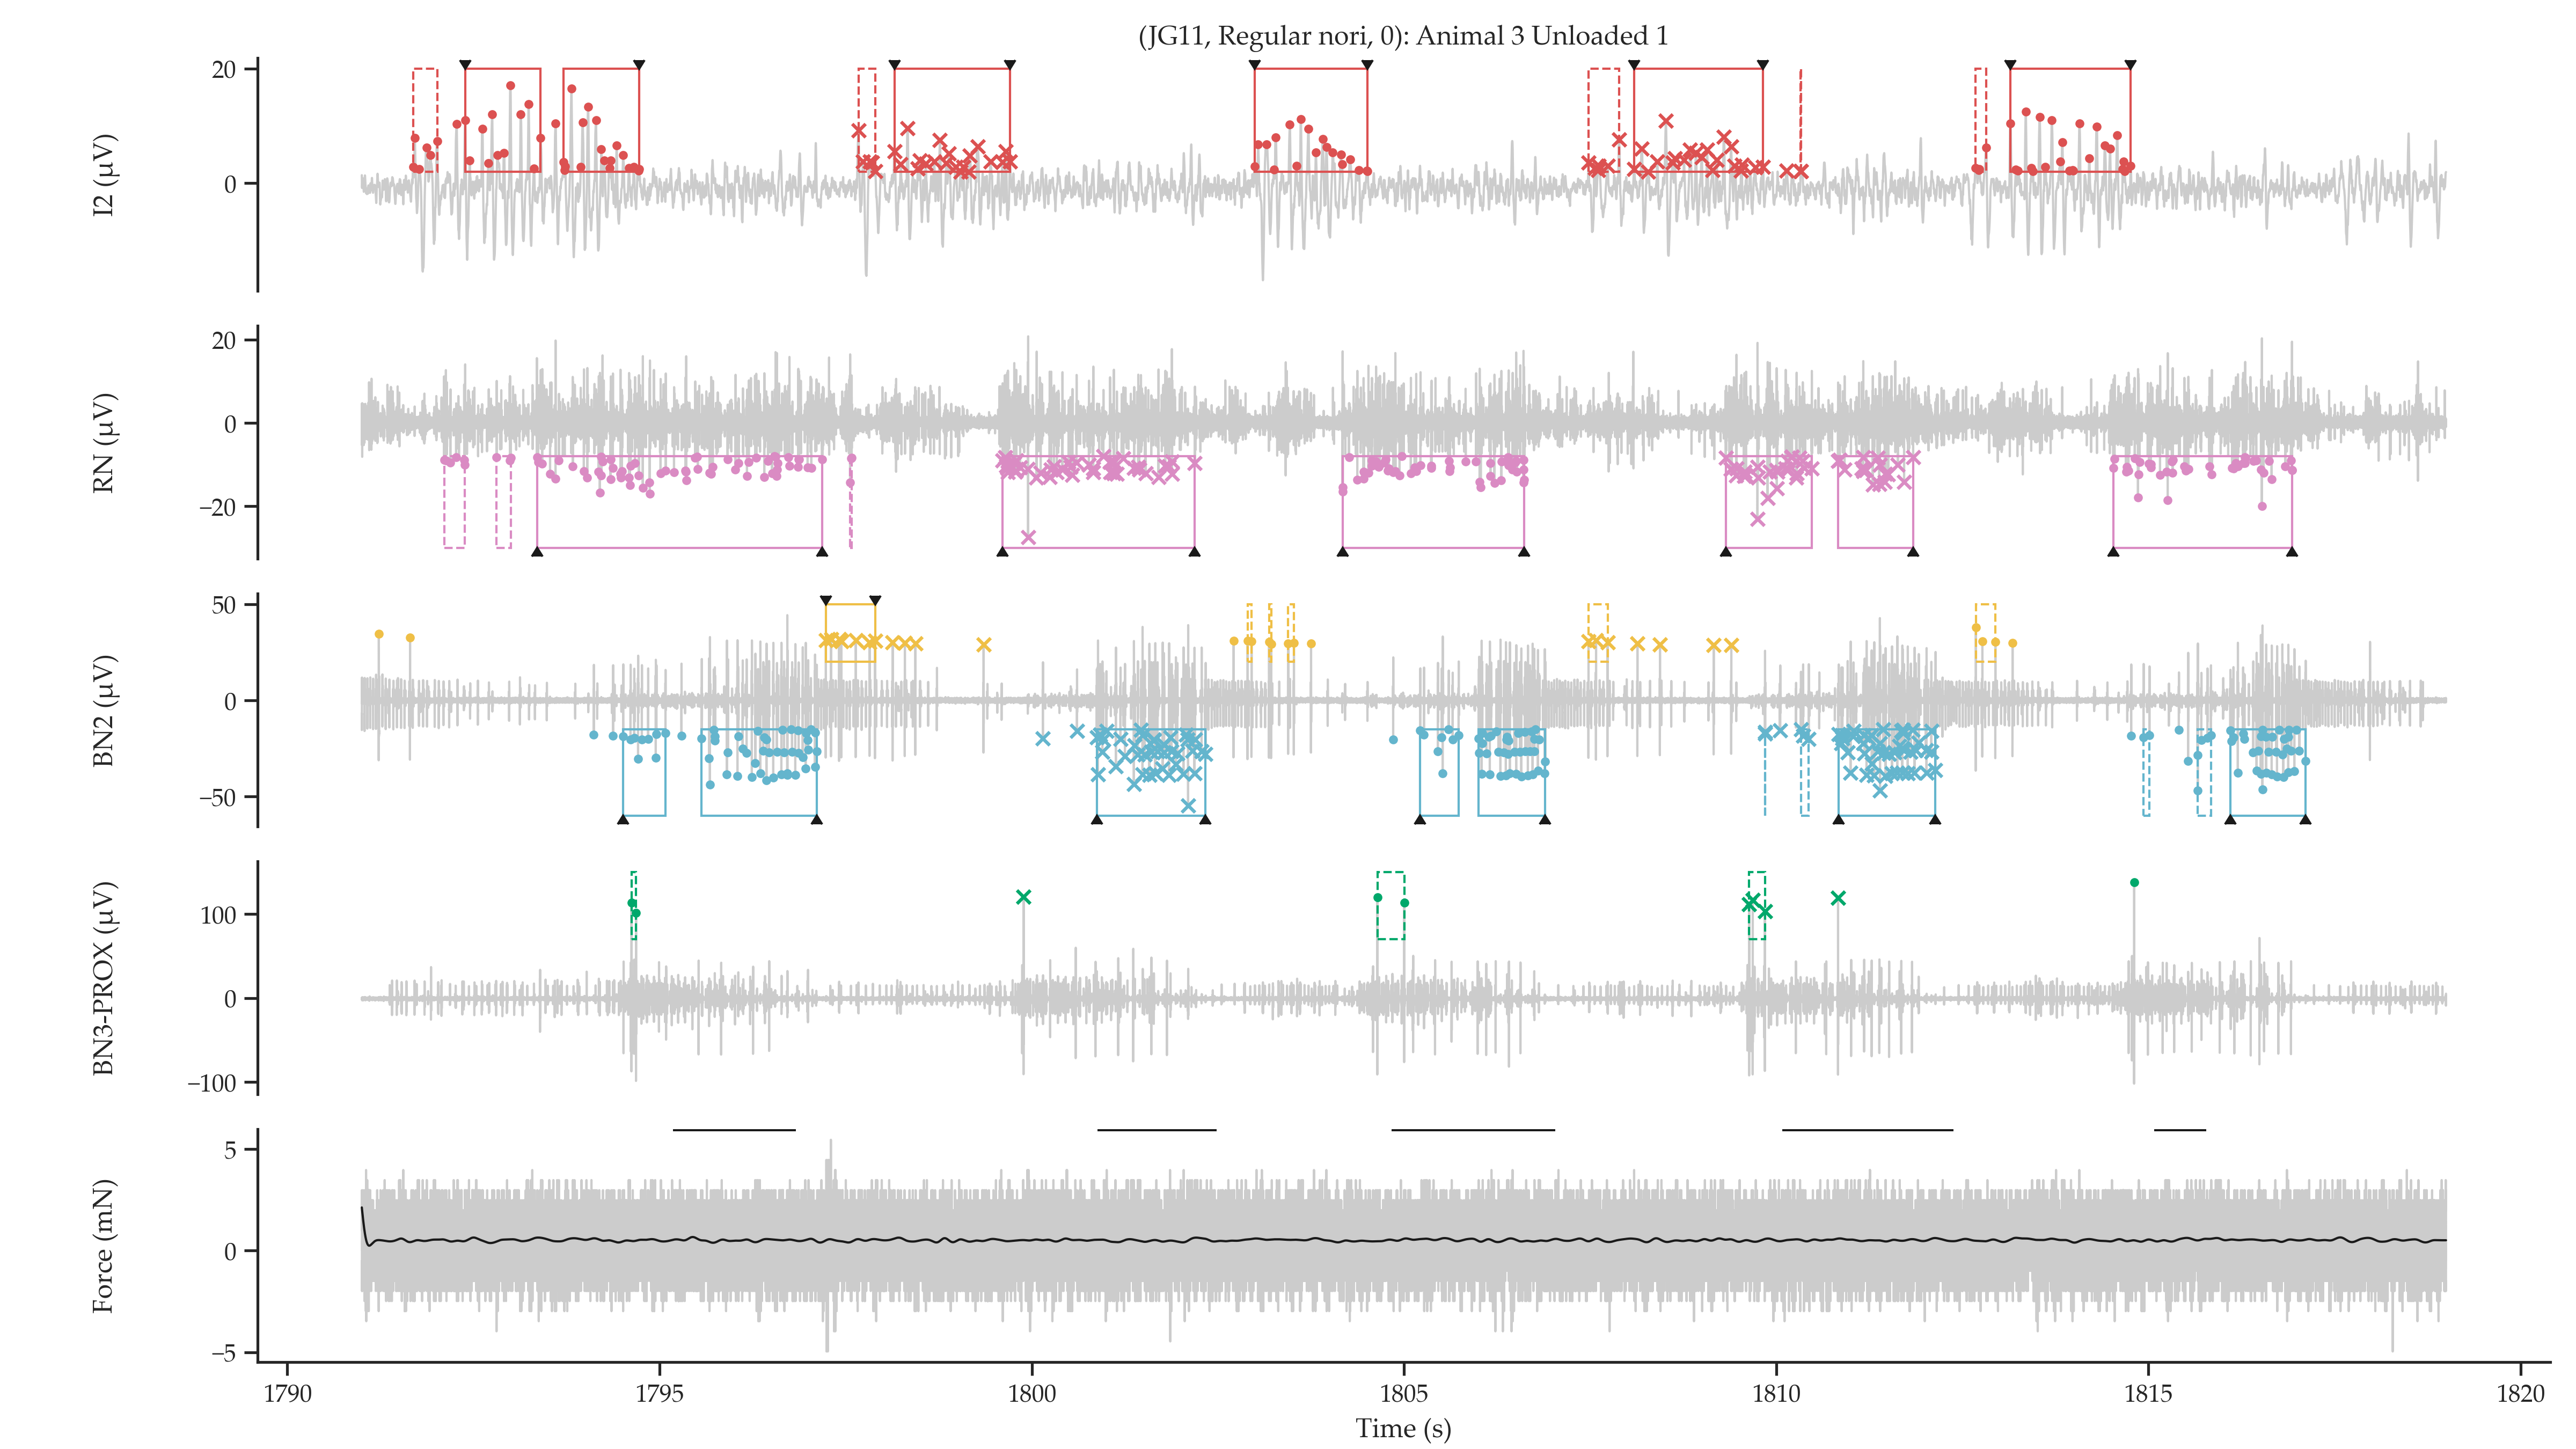 (JG11, Regular nori, 0): Animal 3 Unloaded 1
I2 (µV)
20
0
RN (µV)
20
0
−20
BN2 (µV)
50
0
−50
BN3-PROX (µV)
100
0
−100
Force (mN)
5
0
−5
1790 1795 1800 1805 1810 1815 1820
Time (s)